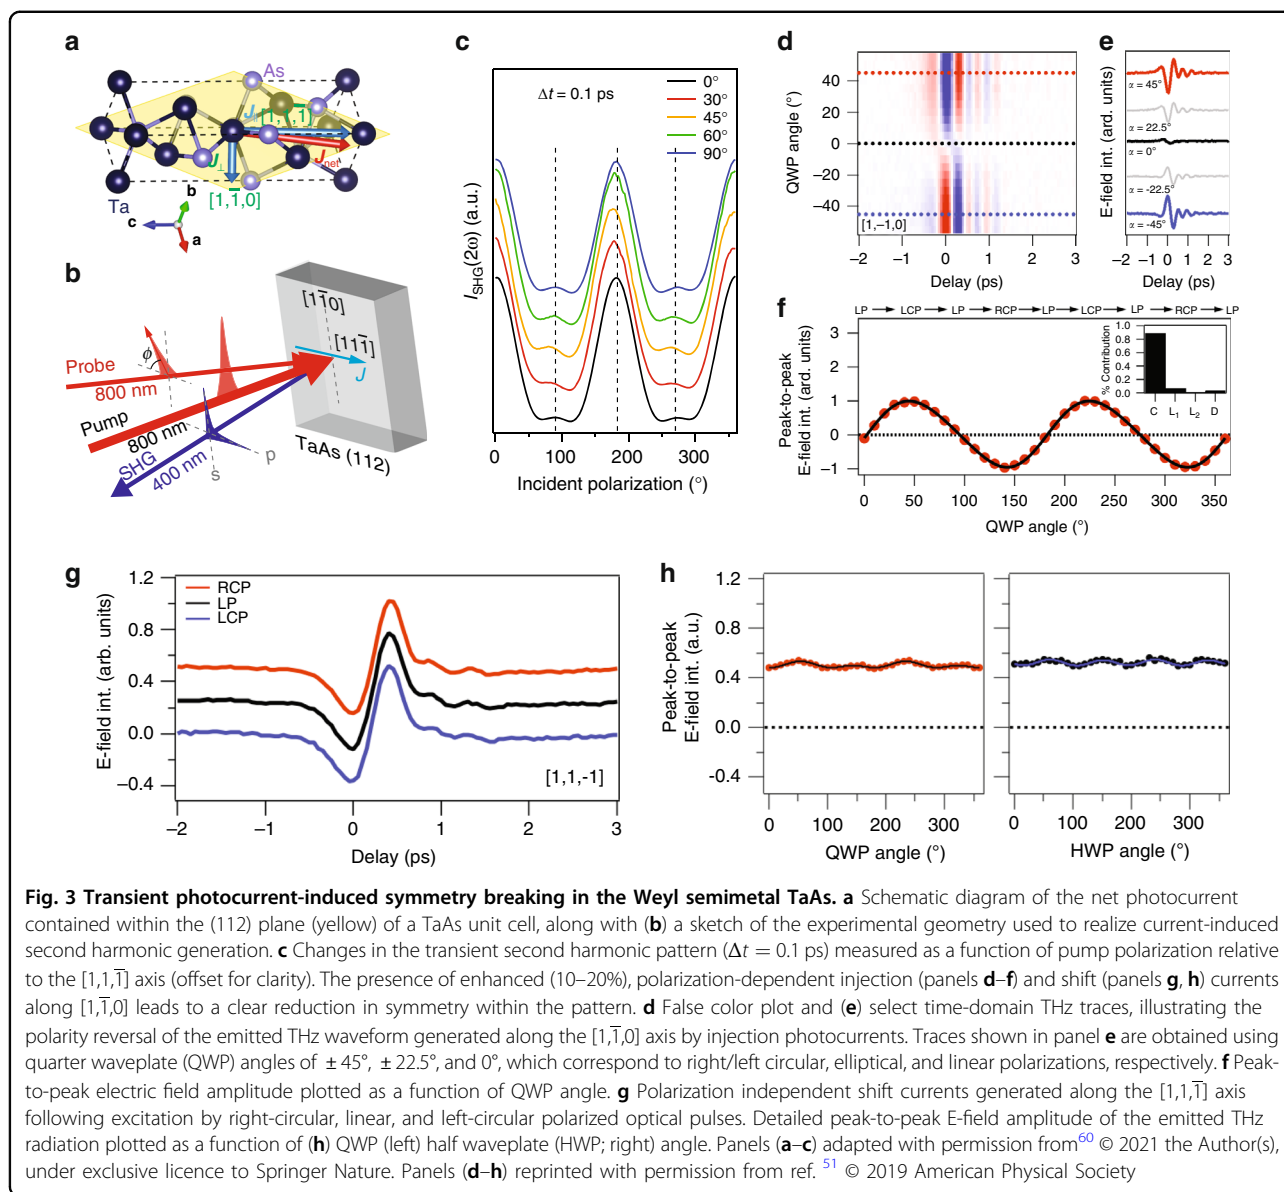 a
As
J∥ [1,1,1̅]
J⊥
Jnet
Ta
[1,1̅,0]
b
c
a
b
[11̅0]
[111̅]
J
Probe
ϕ
800 nm
Pump
800 nm
SHG
400 nm
s
p
TaAs (112)
c
Δt = 0.1 ps
0°
30°
45°
60°
90°
I_SHG(2ω) (a.u.)
0 100 200 300
Incident polarization (°)
d
QWP angle (°)
40
20
0
−20
−40
[1,−1,0]
−2 −1 0 1 2 3
Delay (ps)
e
E-field int. (ard. units)
α = 45°
α = 22.5°
α = 0°
α = -22.5°
α = -45°
−2 −1 0 1 2 3
Delay (ps)
f
LP → LCP → LP → RCP → LP → LCP → LP → RCP → LP
Peak-to-peak
E-field int. (ard. units)
3
2
1
0
−1
% Contribution
1.0
0.8
0.6
0.4
0.2
0.0
C L1 L2 D
0 50 100 150 200 250 300 350
QWP angle (°)
g
RCP
LP
LCP
E-field int. (arb. units)
1.2
0.4
0.0
−0.4
[1,1,-1]
−2 −1 0 1 2 3
Delay (ps)
h
Peak-to-peak
E-field int. (a.u.)
1.2
0.8
0.4
0.0
-0.4
0 100 200 300
QWP angle (°)
0 100 200 300
HWP angle (°)
Fig. 3 Transient photocurrent-induced symmetry breaking in the Weyl semimetal TaAs. a Schematic diagram of the net photocurrent
contained within the (112) plane (yellow) of a TaAs unit cell, along with (b) a sketch of the experimental geometry used to realize current-induced
second harmonic generation. c Changes in the transient second harmonic pattern (Δt = 0.1 ps) measured as a function of pump polarization relative
to the [1,1,1̅] axis (offset for clarity). The presence of enhanced (10–20%), polarization-dependent injection (panels d–f) and shift (panels g, h) currents
along [1,1̅,0] leads to a clear reduction in symmetry within the pattern. d False color plot and (e) select time-domain THz traces, illustrating the
polarity reversal of the emitted THz waveform generated along the [1,1̅,0] axis by injection photocurrents. Traces shown in panel e are obtained using
quarter waveplate (QWP) angles of ± 45°, ± 22.5°, and 0°, which correspond to right/left circular, elliptical, and linear polarizations, respectively. f Peak-
to-peak electric field amplitude plotted as a function of QWP angle. g Polarization independent shift currents generated along the [1,1,1̅] axis
following excitation by right-circular, linear, and left-circular polarized optical pulses. Detailed peak-to-peak E-field amplitude of the emitted THz
radiation plotted as a function of (h) QWP (left) half waveplate (HWP; right) angle. Panels (a–c) adapted with permission from60 © 2021 the Author(s),
under exclusive licence to Springer Nature. Panels (d–h) reprinted with permission from ref. 51 © 2019 American Physical Society